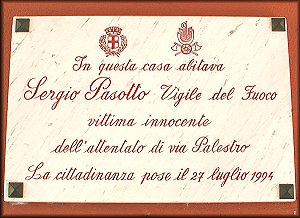 In questa casa abitava
Sergio Pasotto Vigile del Fuoco
vittima innocente
dell'attentato di via Palestro
La cittadinanza pose il 27 luglio 1994